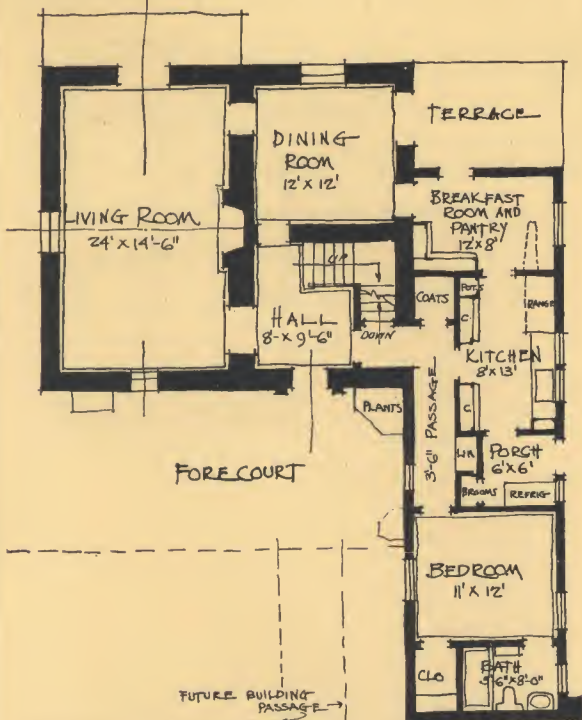 TERRACE
DINING
ROOM
12' X 12'
BREAKFAST
ROOM AND
PANTRY
12'X 8'
LIVING ROOM
24' X 14'-6"
UP
COATS
POTS
RANGE
C
HALL
8'- X 9'-6"
DOWN
KITCHEN
8'X 13'
PLANTS
C
3'-6" PASSAGE
FORECOURT
PORCH
6'X 6'
BROOMS
REFRIG
BEDROOM
11' X 12'
CLO
BATH
5'-6"X8'-0"
FUTURE BUILDING
PASSAGE